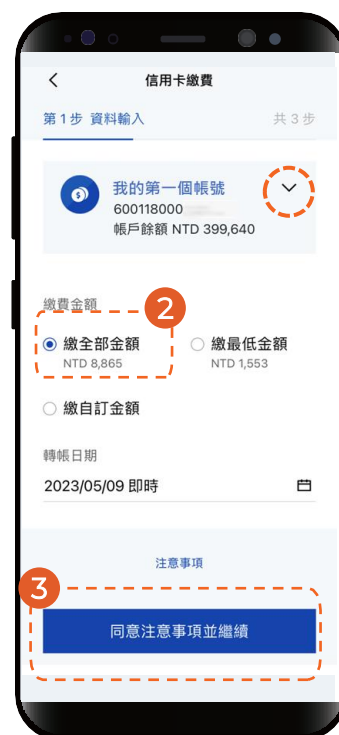 信用卡繳費
第1步 資料輸入 共3步
我的第一個帳號
600118000
帳戶餘額 NTD 399,640
繳費金額
2
繳全部金額 繳最低金額
NTD 8,865 NTD 1,553
繳自訂金額
轉帳日期
2023/05/09 即時
注意事項
3
同意注意事項並繼續